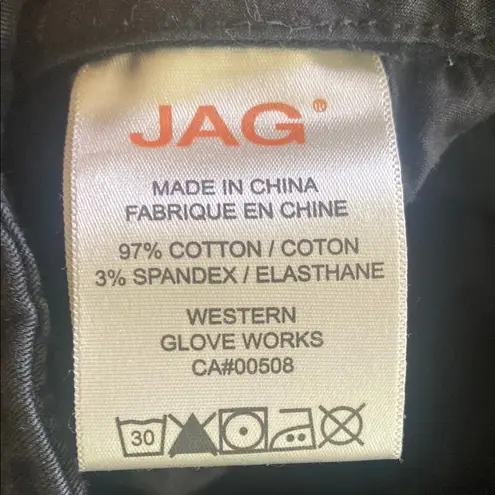 JAG®
MADE IN CHINA
FABRIQUE EN CHINE
97% COTTON / COTON
3% SPANDEX / ELASTHANE
WESTERN
GLOVE WORKS
CA#00508
30